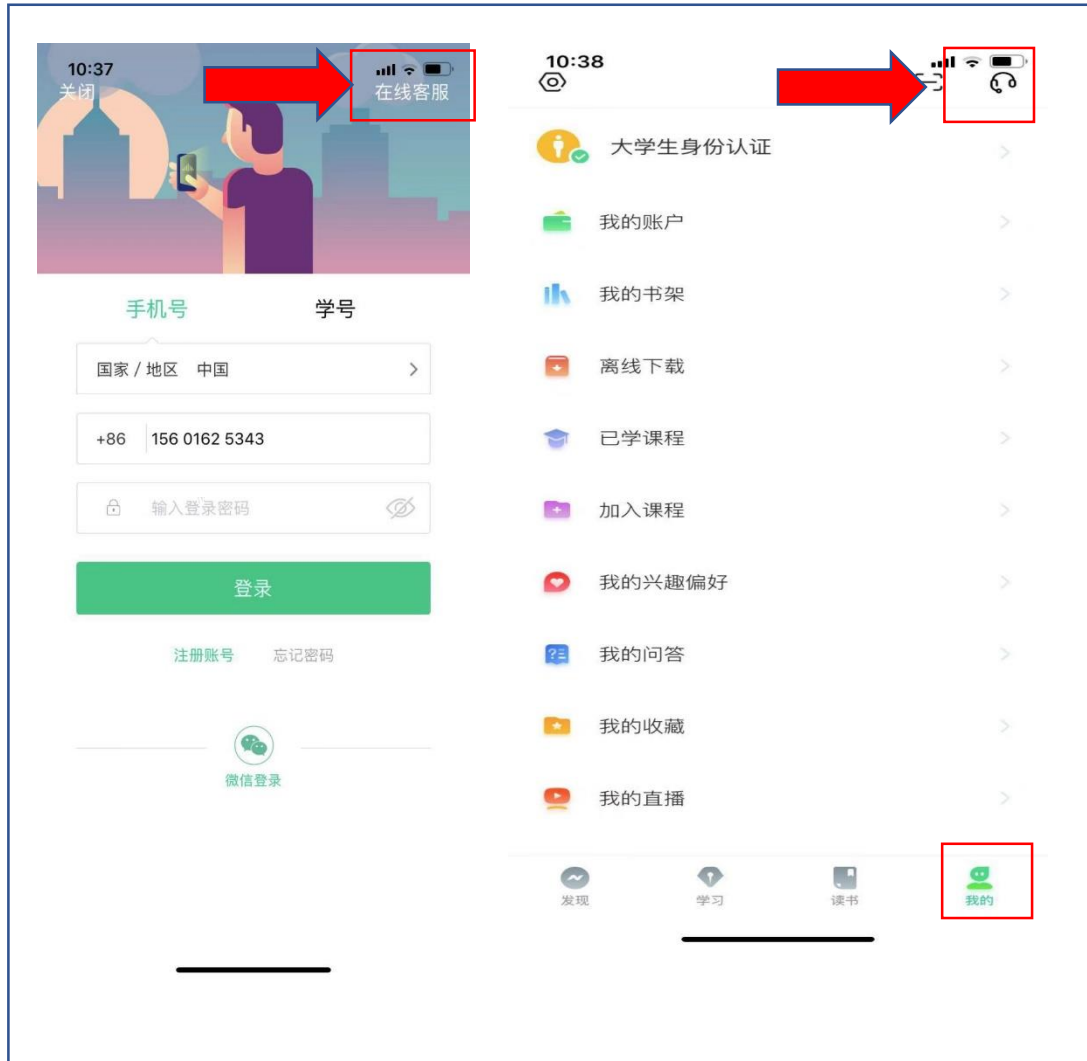 10:37
关闭
在线客服
手机号 学号
国家 / 地区 中国
+86 156 0162 5343
输入登录密码
登录
注册账号 忘记密码
微信登录
10:38
大学生身份认证
我的账户
我的书架
离线下载
已学课程
加入课程
我的兴趣偏好
我的问答
我的收藏
我的直播
发现 学习 读书 我的